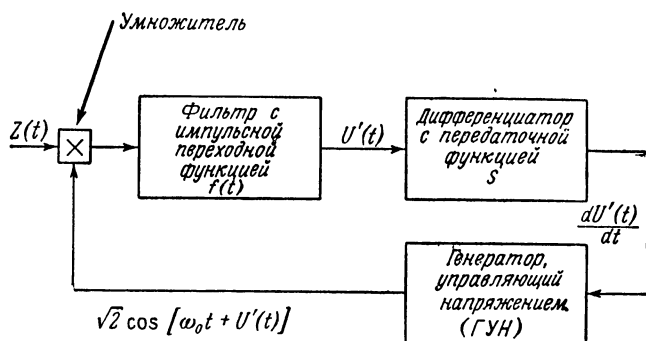 Умножитель
Z(t)
×
Фильтр с
импульсной
переходной
функцией
f(t)
U'(t)
Дифференциатор
с передаточной
функцией
S
dU'(t)
dt
Генератор,
управляющий
напряжением
(ГУН)
√2 cos [ω₀t + U'(t)]